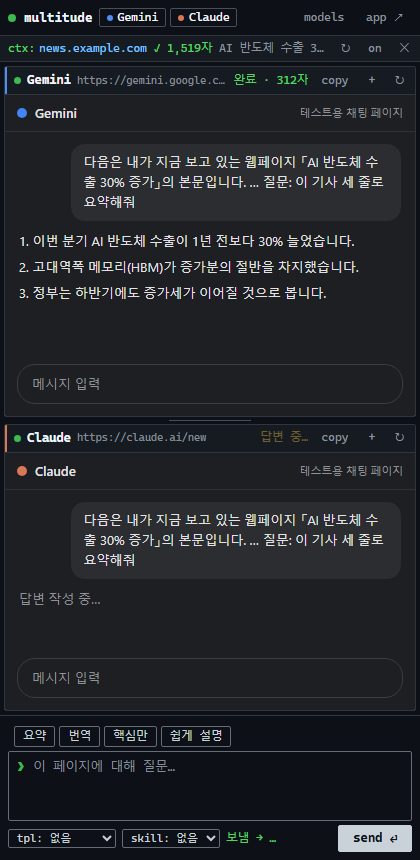 multitude Gemini Claude models app ↗
ctx: news.example.com ✓ 1,519자 AI 반도체 수출 3… ↻ on ×
Gemini https://gemini.google.c… 완료 · 312자 copy + ↻
Gemini 테스트용 채팅 페이지
다음은 내가 지금 보고 있는 웹페이지 「AI 반도체 수
출 30% 증가」의 본문입니다. … 질문: 이 기사 세 줄로
요약해줘
1. 이번 분기 AI 반도체 수출이 1년 전보다 30% 늘었습니다.
2. 고대역폭 메모리(HBM)가 증가분의 절반을 차지했습니다.
3. 정부는 하반기에도 증가세가 이어질 것으로 봅니다.
메시지 입력
Claude https://claude.ai/new 답변 중… copy + ↻
Claude 테스트용 채팅 페이지
다음은 내가 지금 보고 있는 웹페이지 「AI 반도체 수
출 30% 증가」의 본문입니다. … 질문: 이 기사 세 줄로
요약해줘
답변 작성 중…
메시지 입력
요약 번역 핵심만 쉽게 설명
❯ 이 페이지에 대해 질문…
tpl: 없음 skill: 없음 보냄 → … send ⏎